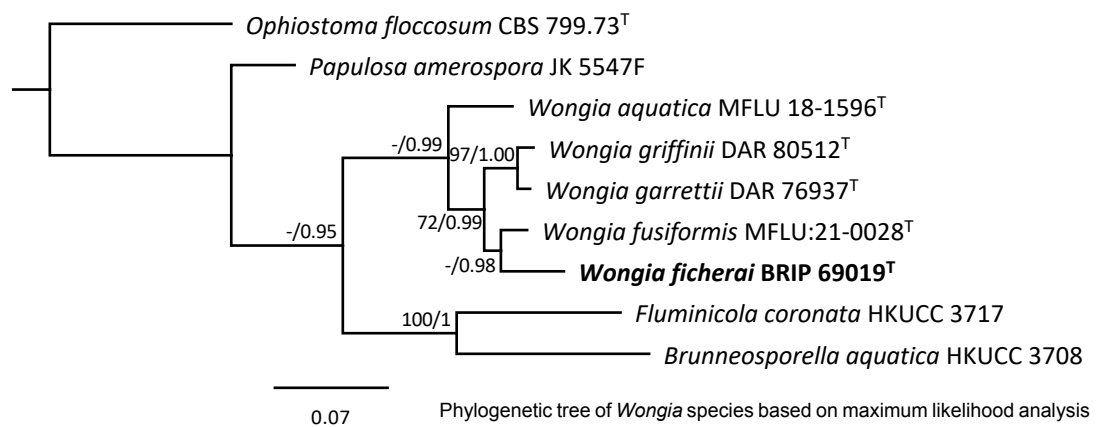 Ophiostoma floccosum CBS 799.73ᵀ
Papulosa amerospora JK 5547F
Wongia aquatica MFLU 18-1596ᵀ
-/0.99
97/1.00
Wongia griffinii DAR 80512ᵀ
Wongia garrettii DAR 76937ᵀ
72/0.99
Wongia fusiformis MFLU:21-0028ᵀ
-/0.95
-/0.98
Wongia ficherai BRIP 69019ᵀ
Fluminicola coronata HKUCC 3717
100/1
Brunneosporella aquatica HKUCC 3708
0.07
Phylogenetic tree of Wongia species based on maximum likelihood analysis